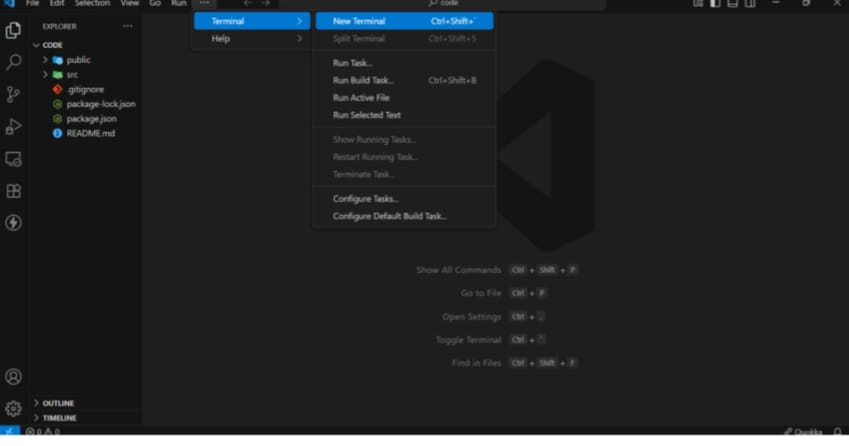 File Edit Selection View Go Run ... code
EXPLORER ...
CODE
public
src
.gitignore
package-lock.json
package.json
README.md
OUTLINE
TIMELINE
Terminal
Help
New Terminal Ctrl+Shift+`
Split Terminal Ctrl+Shift+5
Run Task...
Run Build Task... Ctrl+Shift+B
Run Active File
Run Selected Text
Show Running Tasks...
Restart Running Task...
Terminate Task...
Configure Tasks...
Configure Default Build Task...
Show All Commands Ctrl + Shift + P
Go to File Ctrl + P
Open Settings Ctrl + ,
Toggle Terminal Ctrl + `
Find in Files Ctrl + Shift + F
0 0
Quokka